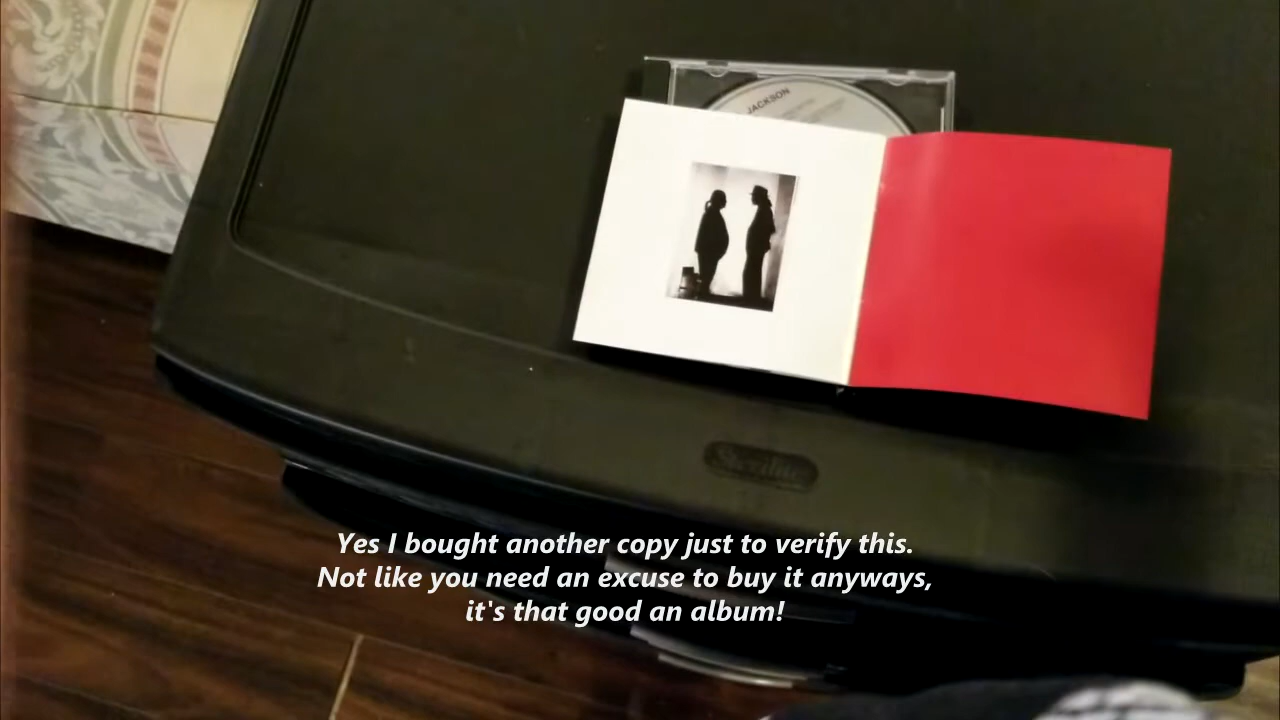 JACKSON
Sterilite
Yes I bought another copy just to verify this.
Not like you need an excuse to buy it anyways,
it's that good an album!